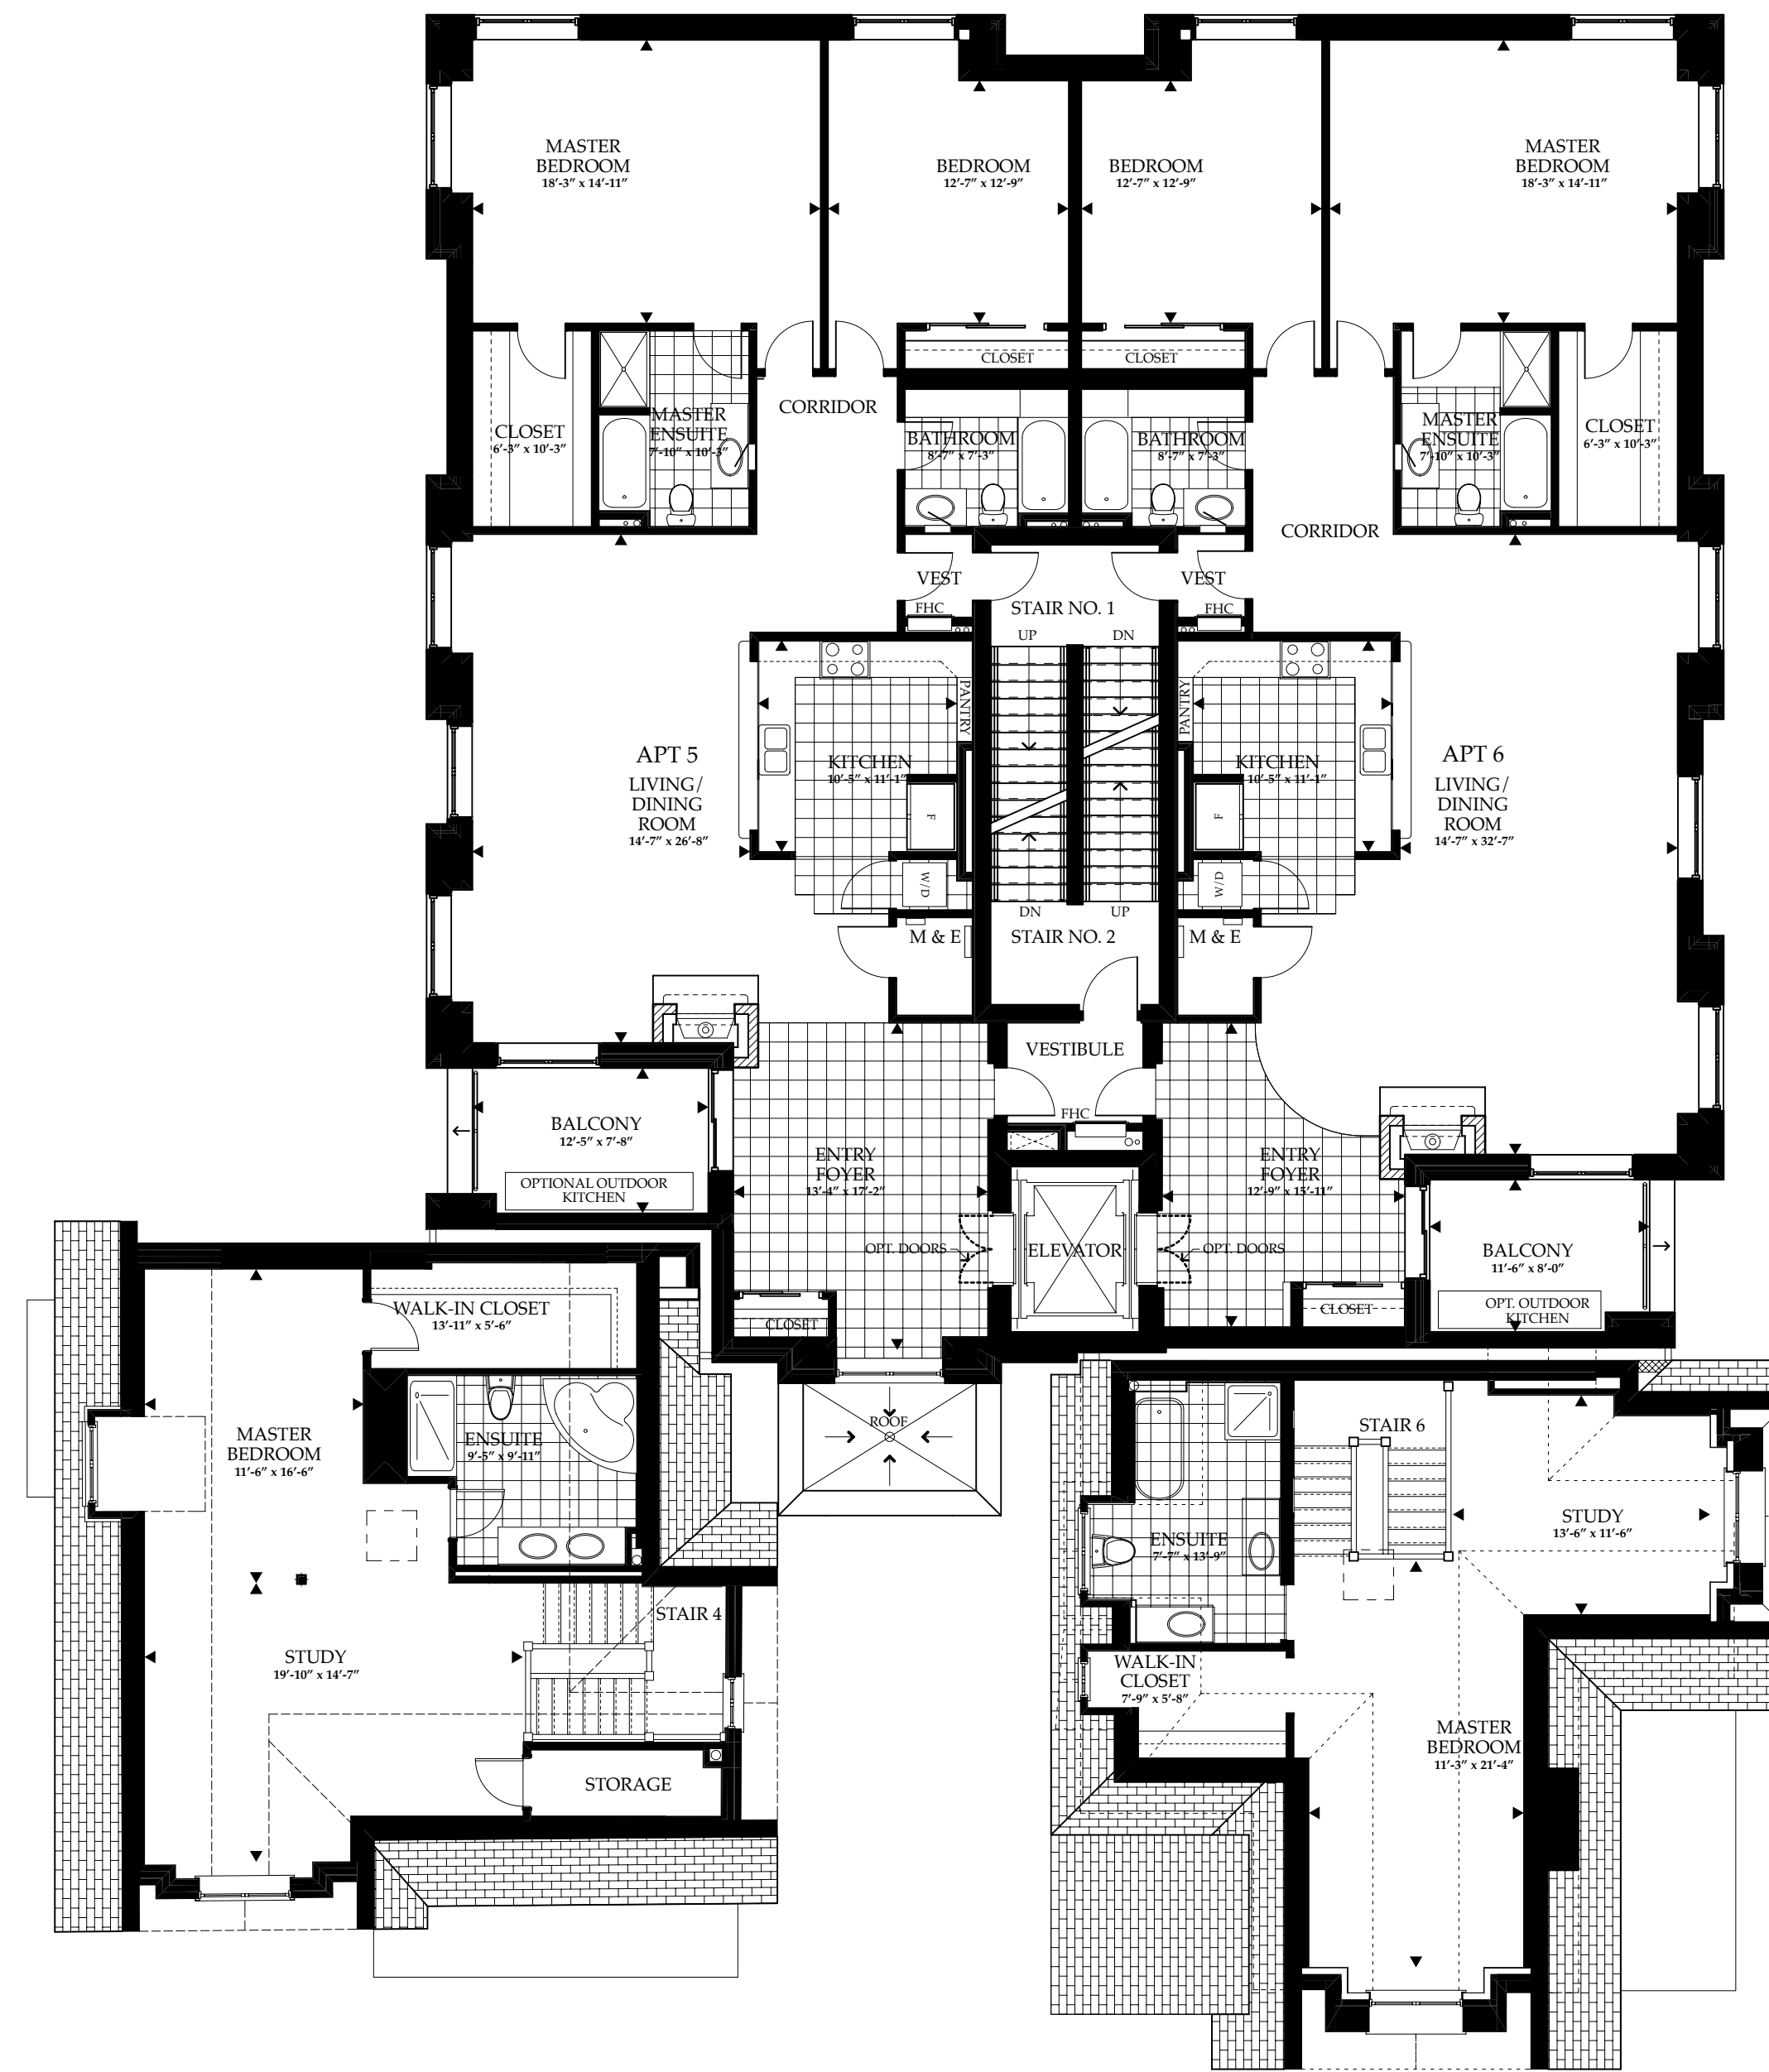 MASTER
BEDROOM
18'-3" x 14'-11"
BEDROOM
12'-7" x 12'-9"
BEDROOM
12'-7" x 12'-9"
MASTER
BEDROOM
18'-3" x 14'-11"
CLOSET
CLOSET
CORRIDOR
CLOSET
6'-3" x 10'-3"
MASTER
ENSUITE
7'-10" x 10'-3"
BATHROOM
8'-7" x 7'-3"
BATHROOM
8'-7" x 7'-3"
MASTER
ENSUITE
7'-10" x 10'-3"
CLOSET
6'-3" x 10'-3"
CORRIDOR
VEST
VEST
FHC
STAIR NO. 1
FHC
UP
DN
PANTRY
PANTRY
APT 5
LIVING/
DINING
ROOM
14'-7" x 26'-8"
KITCHEN
10'-5" x 11'-1"
KITCHEN
10'-5" x 11'-1"
APT 6
LIVING/
DINING
ROOM
14'-7" x 32'-7"
F
F
W/D
W/D
DN
UP
M & E
STAIR NO. 2
M & E
VESTIBULE
FHC
BALCONY
12'-5" x 7'-8"
OPTIONAL OUTDOOR
KITCHEN
ENTRY
FOYER
13'-4" x 17'-2"
ENTRY
FOYER
12'-9" x 15'-11"
OPT. DOORS
ELEVATOR
OPT. DOORS
BALCONY
11'-6" x 8'-0"
OPT. OUTDOOR
KITCHEN
CLOSET
CLOSET
WALK-IN CLOSET
13'-11" x 5'-6"
MASTER
BEDROOM
11'-6" x 16'-6"
ENSUITE
9'-5" x 9'-11"
ROOF
STAIR 6
STUDY
13'-6" x 11'-6"
ENSUITE
7'-7" x 13'-9"
STAIR 4
STUDY
19'-10" x 14'-7"
WALK-IN
CLOSET
7'-9" x 5'-8"
MASTER
BEDROOM
11'-3" x 21'-4"
STORAGE